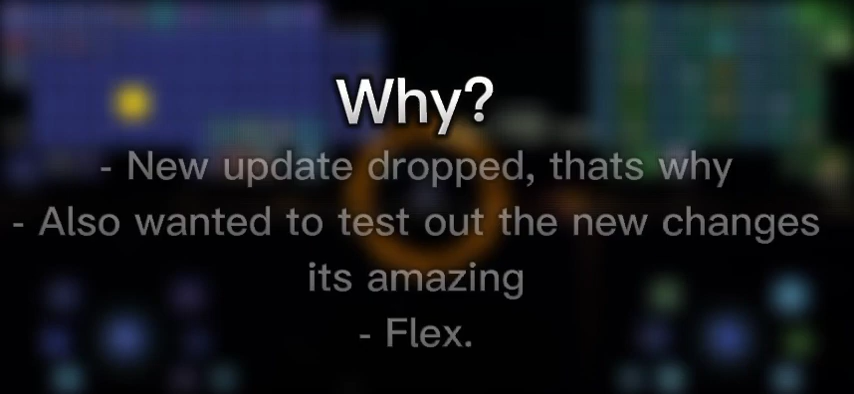 Why?
- New update dropped, thats why
- Also wanted to test out the new changes
its amazing
- Flex.